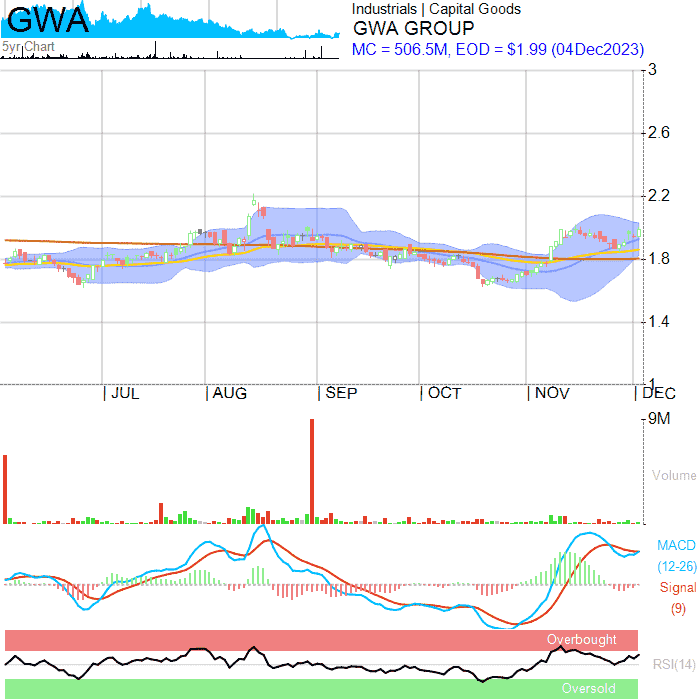 GWA
5yr Chart
Industrials | Capital Goods
GWA GROUP
MC = 506.5M, EOD = $1.99 (04Dec2023)
3
2.6
2.2
1.8
1.4
1
JUL AUG SEP OCT NOV DEC
9M
Volume
MACD
(12-26)
Signal
(9)
Overbought
RSI(14)
Oversold